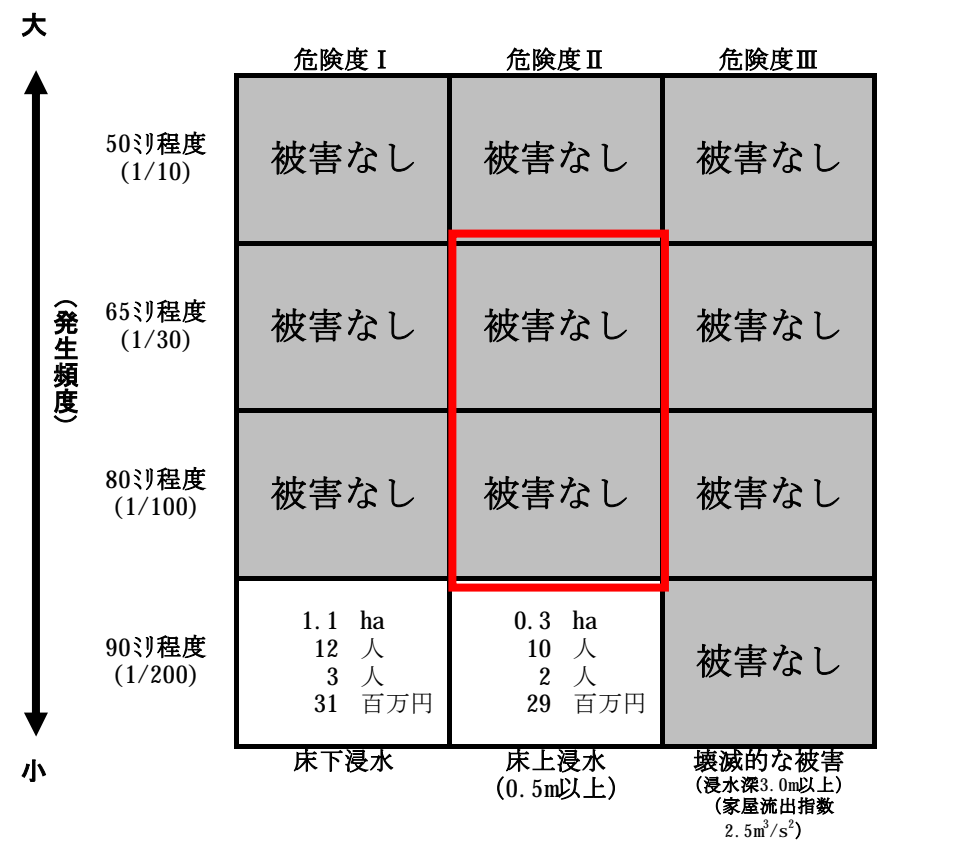 大
危険度Ⅰ 危険度Ⅱ 危険度Ⅲ
50ミリ程度
(1/10)
被害なし 被害なし 被害なし
(発生頻度)
65ミリ程度
(1/30)
被害なし 被害なし 被害なし
80ミリ程度
(1/100)
被害なし 被害なし 被害なし
90ミリ程度
(1/200)
1.1 ha
12 人
3 人
31 百万円
0.3 ha
10 人
2 人
29 百万円
被害なし
小
床下浸水
床上浸水
(0.5m以上)
壊滅的な被害
(浸水深3.0m以上)
(家屋流出指数
2.5m³/s²)